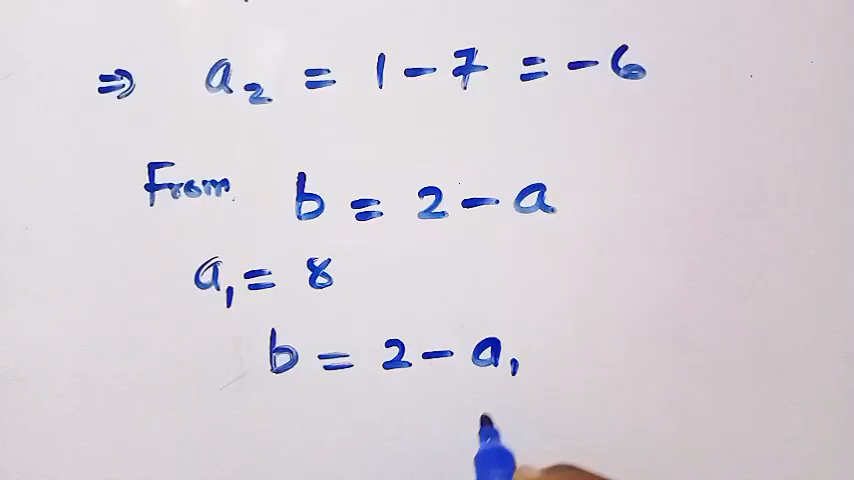 ⇒ a₂ = 1 - 7 = -6
From b = 2 - a
a₁ = 8
b = 2 - a₁